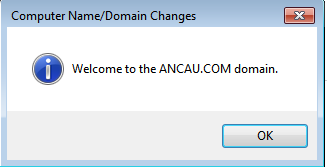 Computer Name/Domain Changes
Welcome to the ANCAU.COM domain.
OK